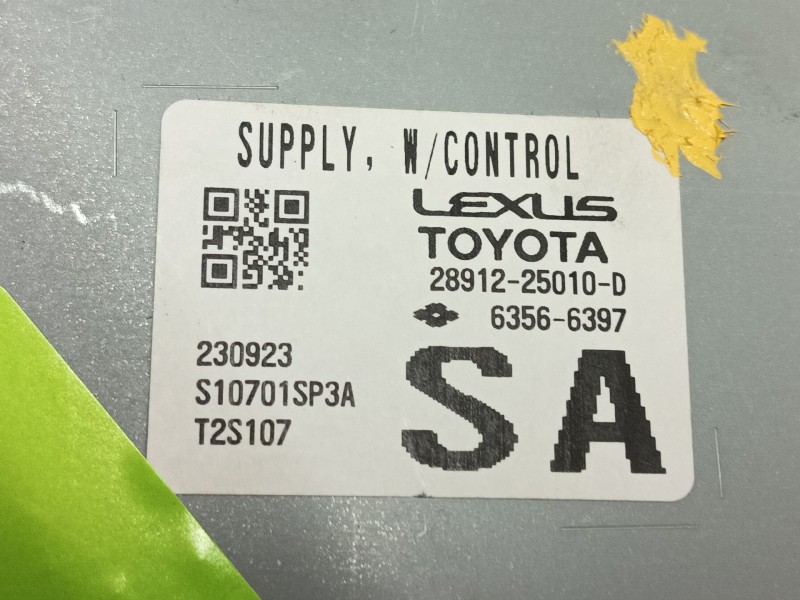 SUPPLY, W/CONTROL
LEXUS
TOYOTA
28912-25010-D
6356-6397
230923
S10701SP3A
T2S107
SA